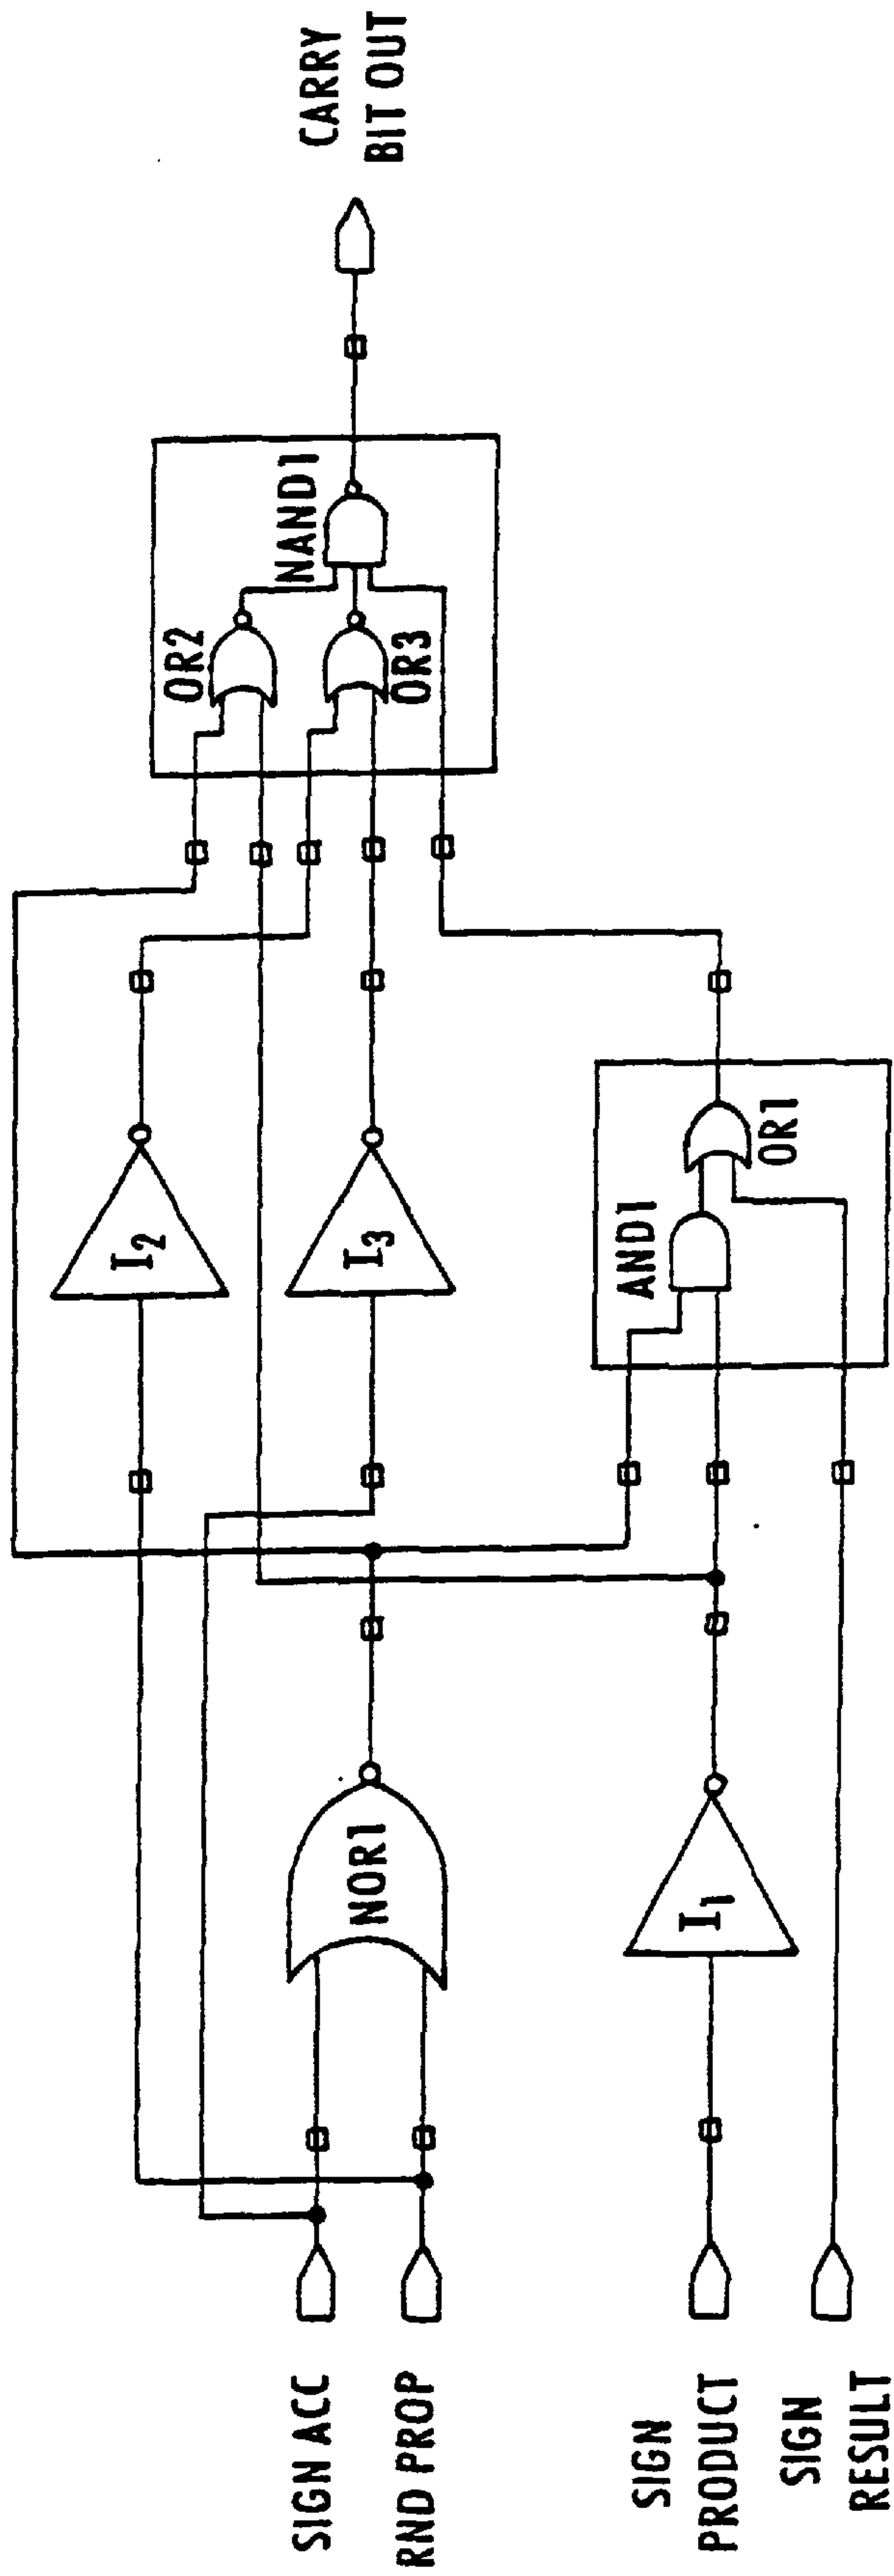 SIGN ACC
RND PROP
SIGN
PRODUCT
SIGN
RESULT
NOR1
I1
I2
I3
AND1
OR1
OR2
OR3
NAND1
CARRY
BIT OUT